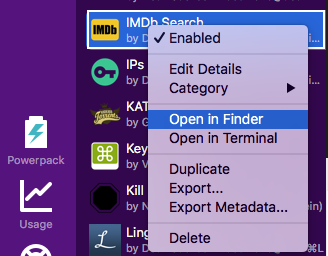 IMDb
IMDb Search
by D
Enabled
IPs
by D
Edit Details
Category
KAT
by G
Open in Finder
Open in Terminal
Key
by V
Powerpack
Duplicate
Export...
Export Metadata...
Kill
by N
Usage
Delete
L
Ling
by D
⌘L